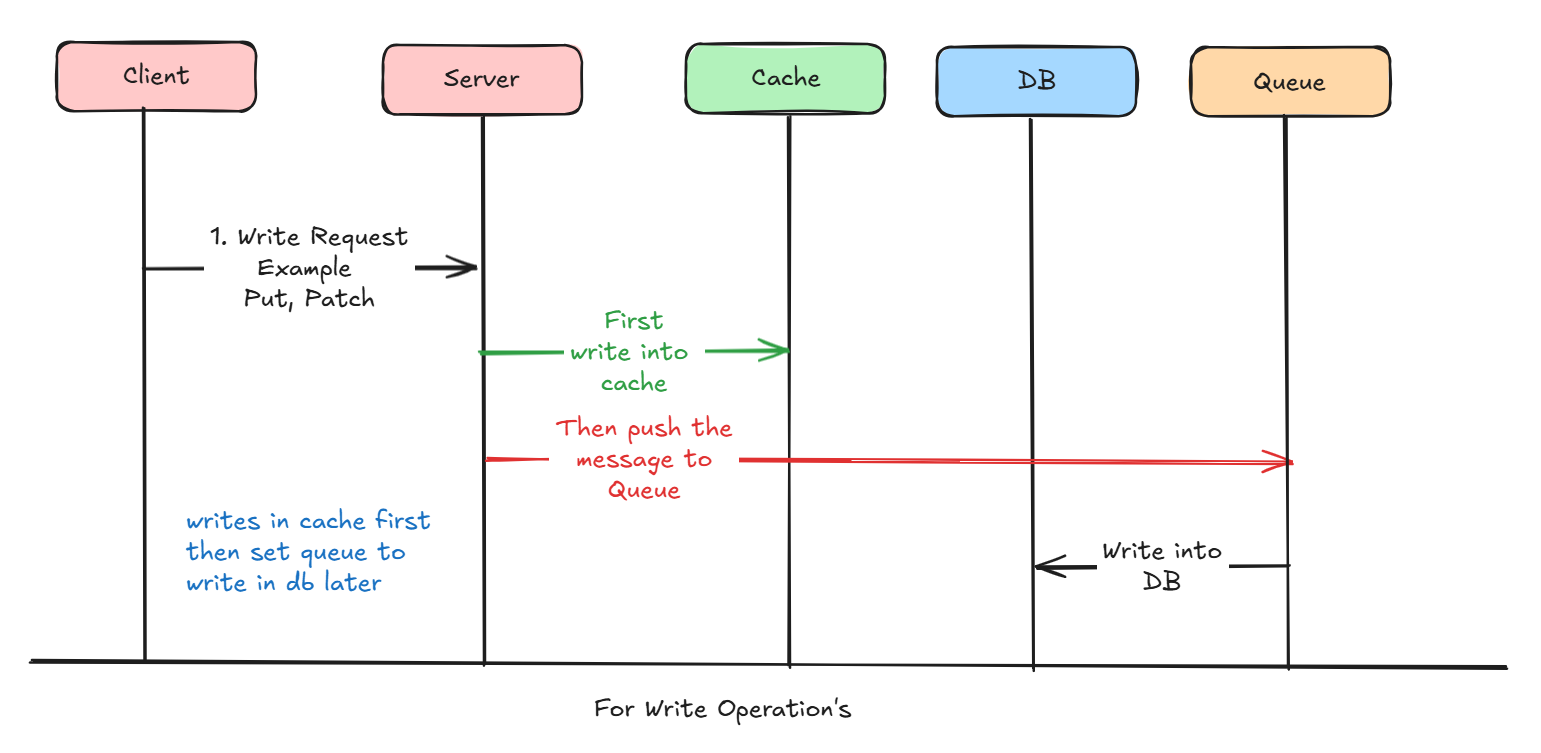 Client
Server
Cache
DB
Queue
1. Write Request
Example
Put, Patch
First
write into
cache
Then push the
message to
Queue
writes in cache first
then set queue to
write in db later
Write into
DB
For Write Operation's